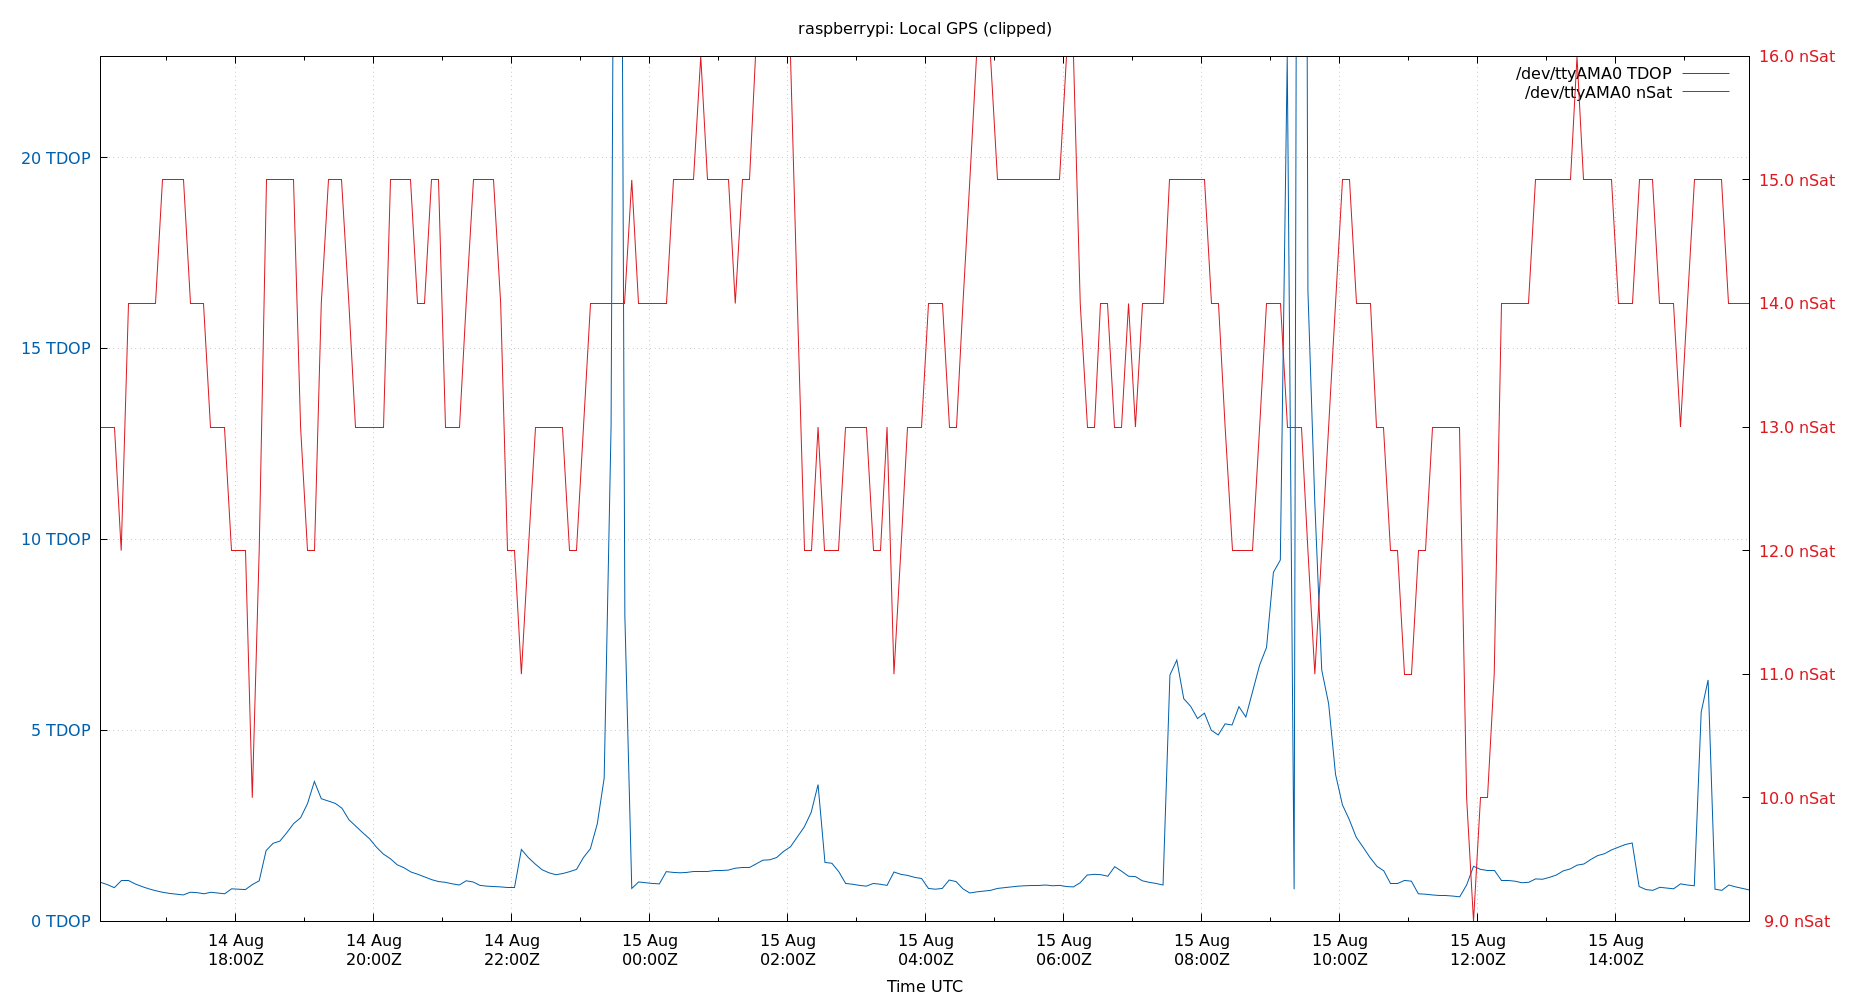 raspberrypi: Local GPS (clipped)
/dev/ttyAMA0 TDOP
/dev/ttyAMA0 nSat
20 TDOP
15 TDOP
10 TDOP
5 TDOP
0 TDOP
16.0 nSat
15.0 nSat
14.0 nSat
13.0 nSat
12.0 nSat
11.0 nSat
10.0 nSat
9.0 nSat
14 Aug
18:00Z
14 Aug
20:00Z
14 Aug
22:00Z
15 Aug
00:00Z
15 Aug
02:00Z
15 Aug
04:00Z
15 Aug
06:00Z
15 Aug
08:00Z
15 Aug
10:00Z
15 Aug
12:00Z
15 Aug
14:00Z
Time UTC